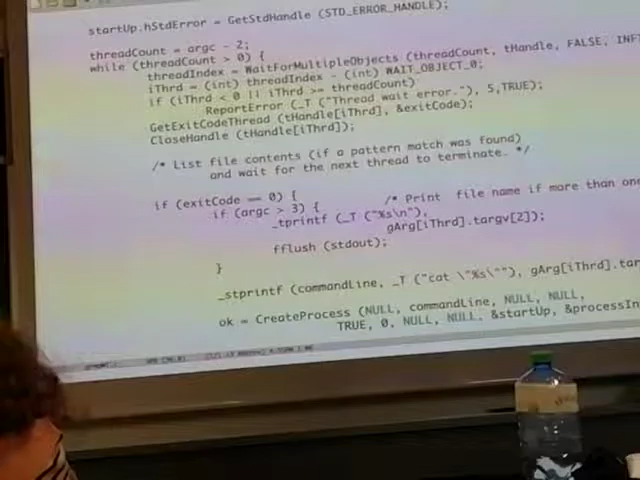 startUp.hStdError = GetStdHandle (STD_ERROR_HANDLE);
threadCount = argc - 2;
while (threadCount > 0) {
threadIndex = WaitForMultipleObjects (threadCount, tHandle, FALSE, INF
iThrd = (int) threadIndex - (int) WAIT_OBJECT_0;
if (iThrd < 0 || iThrd >= threadCount)
ReportError (_T ("Thread wait error."), 5,TRUE);
GetExitCodeThread (tHandle[iThrd], &exitCode);
CloseHandle (tHandle[iThrd]);
/* List file contents (if a pattern match was found)
and wait for the next thread to terminate. */
if (exitCode == 0) {
if (argc > 3) { /* Print file name if more than one
_tprintf (_T ("%s\n"),
gArg[iThrd].targv[2]);
fflush (stdout);
}
_stprintf (commandLine, _T ("cat \"%s\""), gArg[iThrd].tar
ok = CreateProcess (NULL, commandLine, NULL, NULL,
TRUE, 0, NULL, NULL, &startUp, &processIn